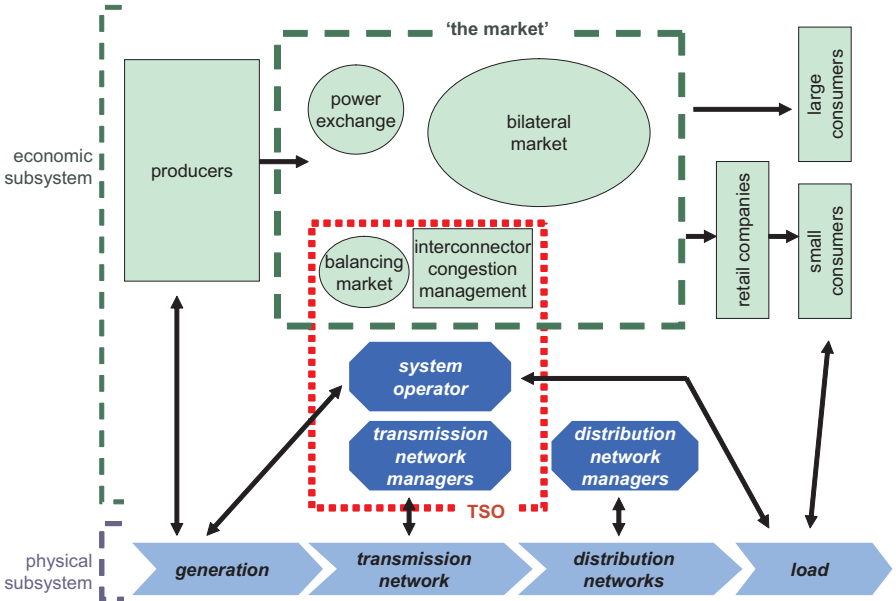 'the market'
economic
subsystem
producers
power
exchange
bilateral
market
large
consumers
retail companies
small
consumers
balancing
market
interconnector
congestion
management
system
operator
transmission
network
managers
distribution
network
managers
TSO
physical
subsystem
generation
transmission
network
distribution
networks
load